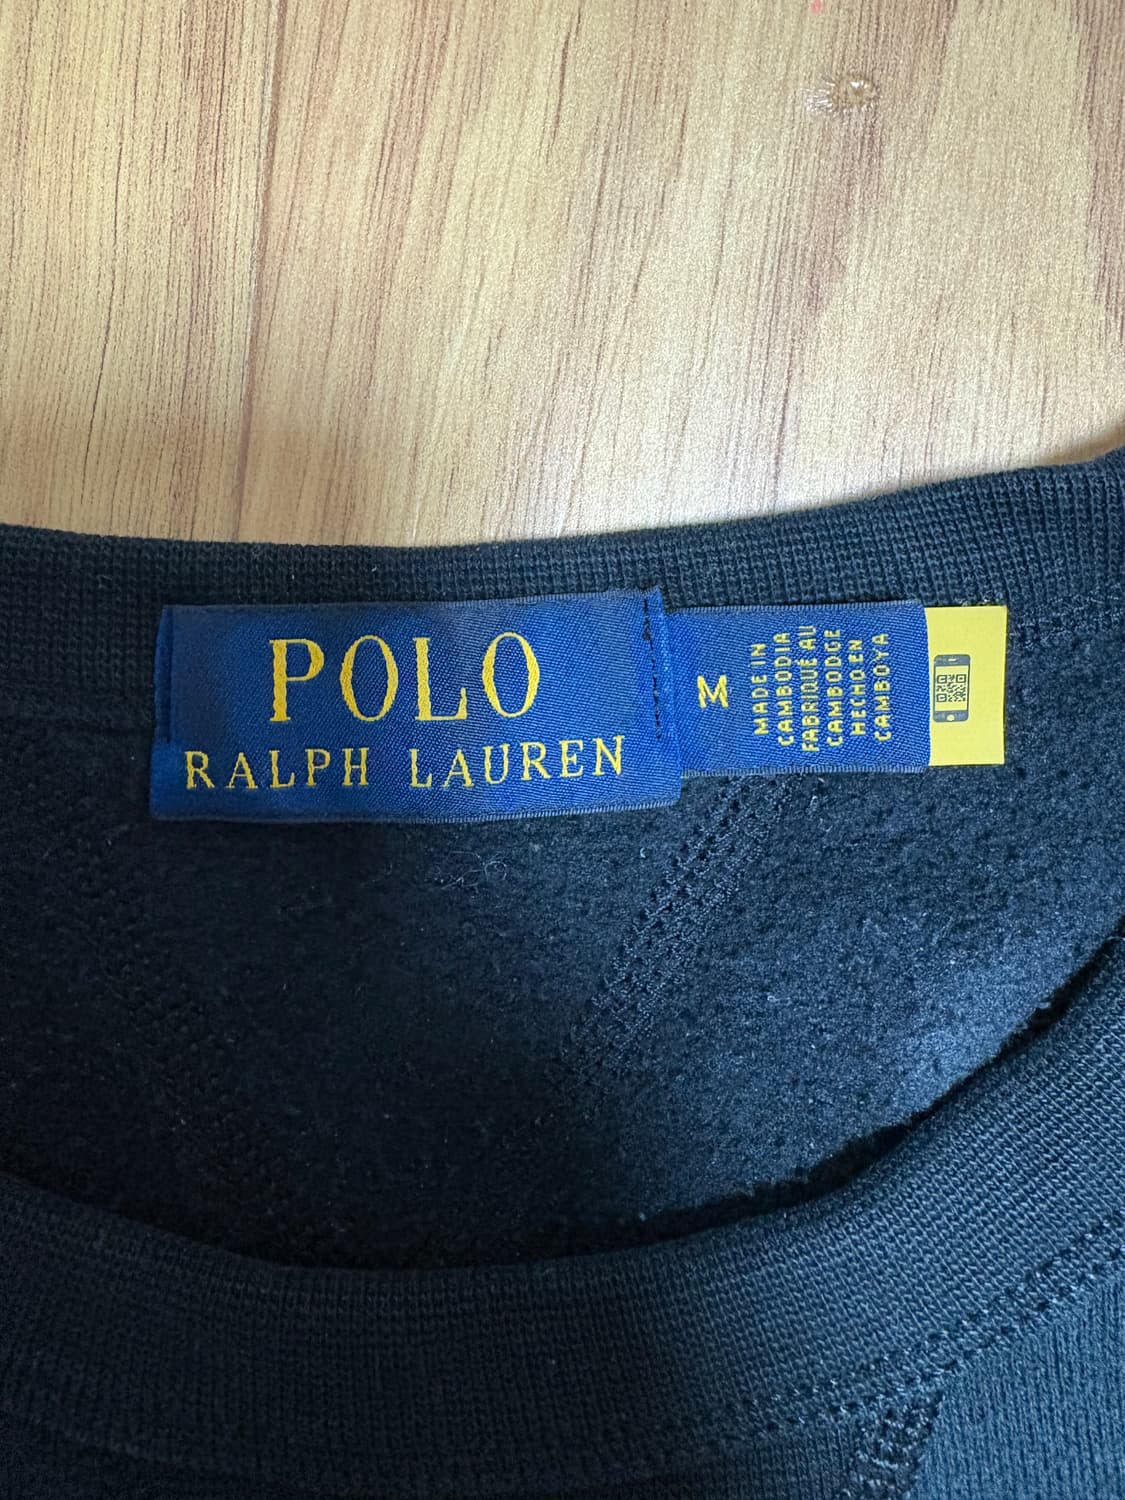 POLO
RALPH LAUREN
M
MADE IN
CAMBODIA
FABRIQUÉ AU
CAMBODGE
HECHO EN
CAMBOYA